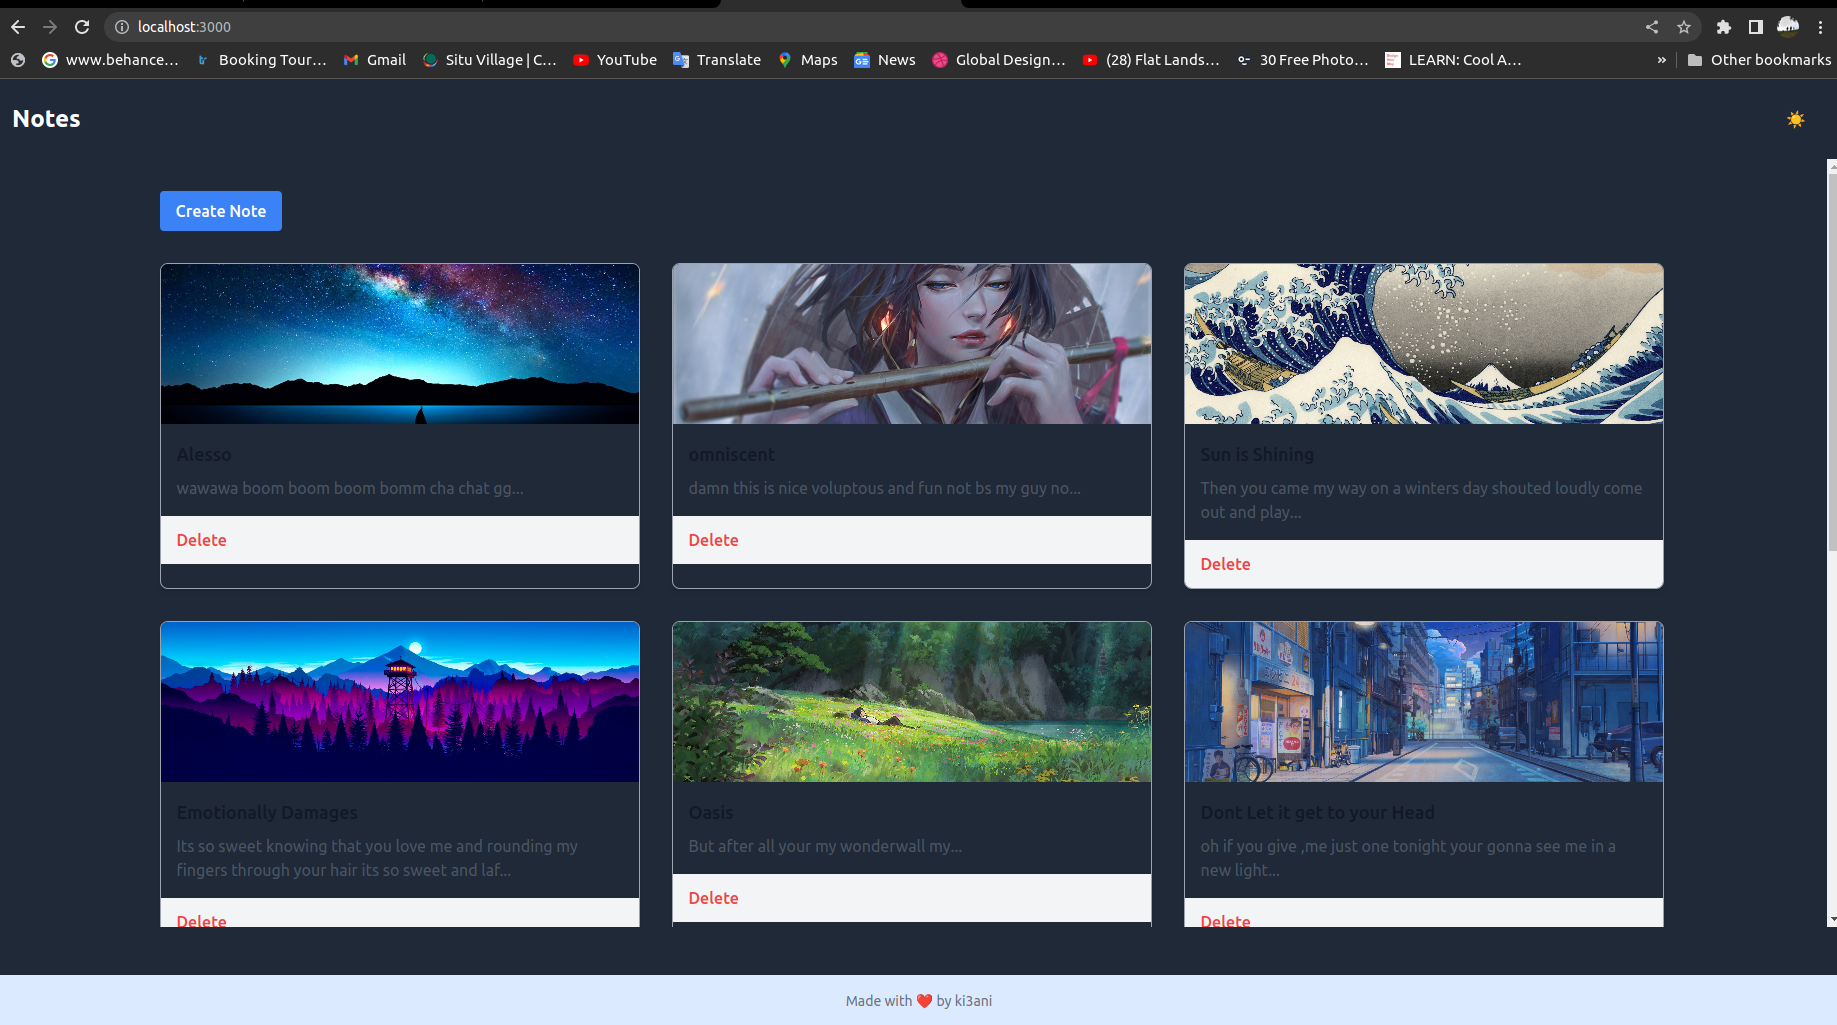 localhost:3000
www.behance...
Booking Tour...
Gmail
Situ Village | C...
YouTube
Translate
Maps
News
Global Design...
(28) Flat Lands...
30 Free Photo...
LEARN: Cool A...
»
Other bookmarks
Notes
Create Note
Alesso
wawawa boom boom boom bomm cha chat gg...
Delete
omniscent
damn this is nice voluptous and fun not bs my guy no...
Delete
Sun is Shining
Then you came my way on a winters day shouted loudly come
out and play...
Delete
Emotionally Damages
Its so sweet knowing that you love me and rounding my
fingers through your hair its so sweet and laf...
Delete
Oasis
But after all your my wonderwall my...
Delete
Dont Let it get to your Head
oh if you give ,me just one tonight your gonna see me in a
new light...
Delete
Made with ❤️ by ki3ani